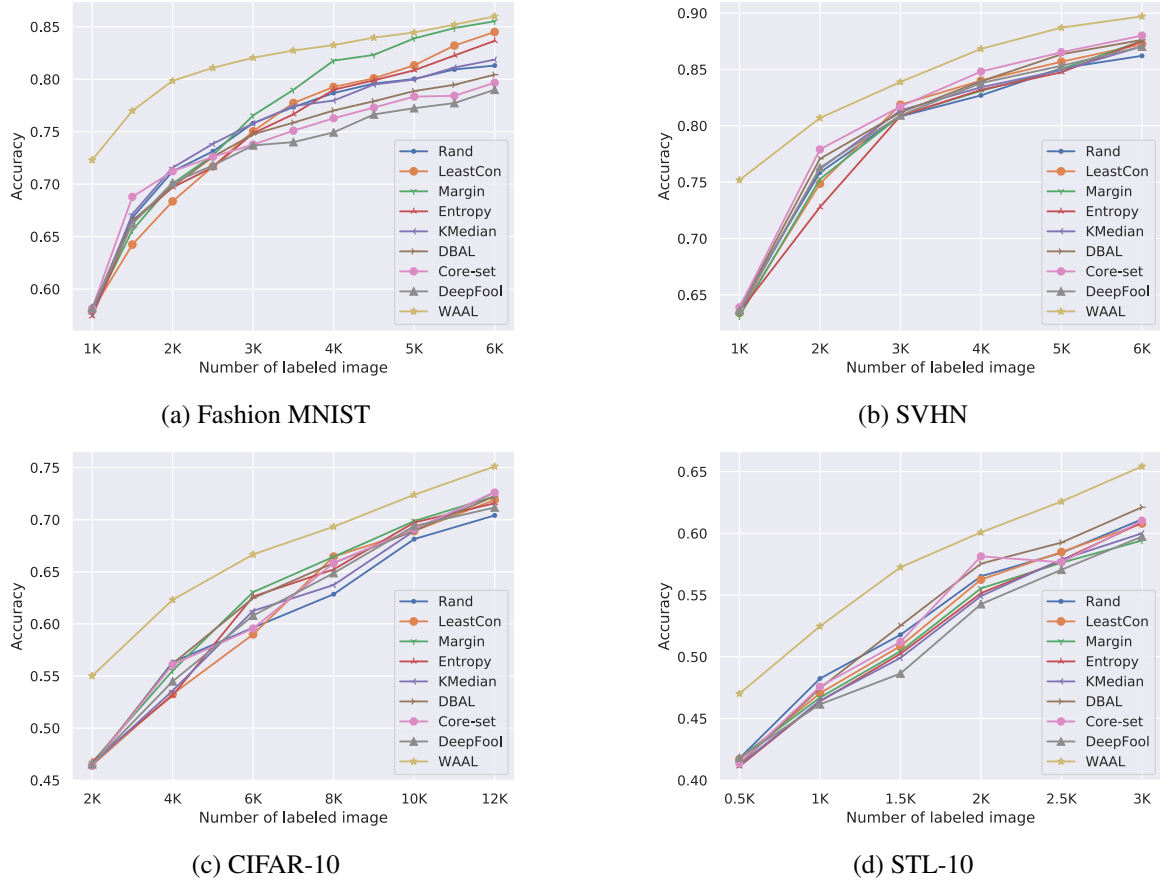 0.85
0.80
0.75
0.70
0.65
0.60
Accuracy
1K 2K 3K 4K 5K 6K
Number of labeled image
Rand
LeastCon
Margin
Entropy
KMedian
DBAL
Core-set
DeepFool
WAAL
(a) Fashion MNIST
0.90
0.85
0.80
0.75
0.70
0.65
Accuracy
1K 2K 3K 4K 5K 6K
Number of labeled image
Rand
LeastCon
Margin
Entropy
KMedian
DBAL
Core-set
DeepFool
WAAL
(b) SVHN
0.75
0.70
0.65
0.60
0.55
0.50
0.45
Accuracy
2K 4K 6K 8K 10K 12K
Number of labeled image
Rand
LeastCon
Margin
Entropy
KMedian
DBAL
Core-set
DeepFool
WAAL
(c) CIFAR-10
0.65
0.60
0.55
0.50
0.45
0.40
Accuracy
0.5K 1K 1.5K 2K 2.5K 3K
Number of labeled image
Rand
LeastCon
Margin
Entropy
KMedian
DBAL
Core-set
DeepFool
WAAL
(d) STL-10